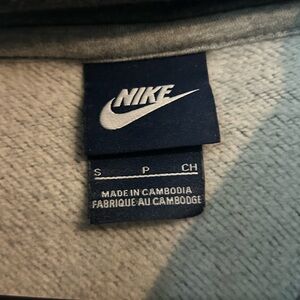 NIKE
S P CH
MADE IN CAMBODIA
FABRIQUE AU CAMBODGE